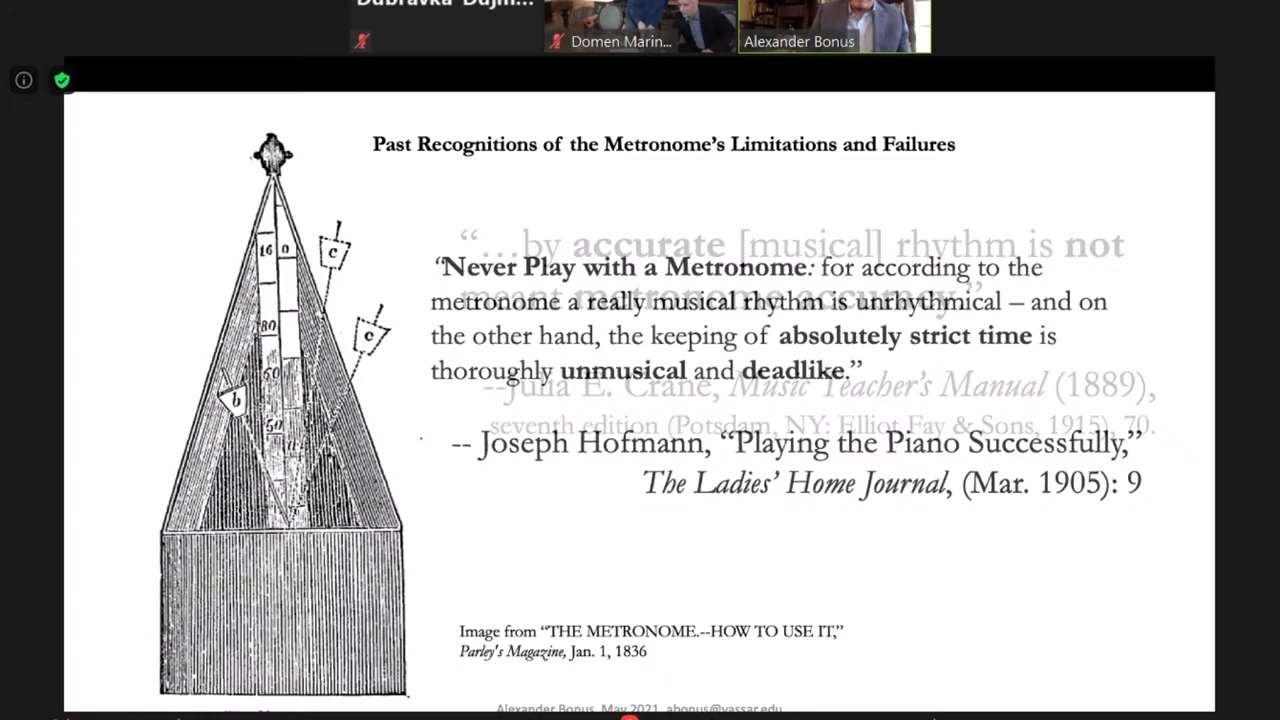 Domen Marin...
Alexander Bonus
Past Recognitions of the Metronome's Limitations and Failures
"…by accurate [musical] rhythm is not
meant metronome accuracy."
--Julia E. Crane, Music Teacher's Manual (1889),
seventh edition (Potsdam, NY: Elliot Fay & Sons, 1915), 70.
"Never Play with a Metronome: for according to the
metronome a really musical rhythm is unrhythmical – and on
the other hand, the keeping of absolutely strict time is
thoroughly unmusical and deadlike."
-- Joseph Hofmann, "Playing the Piano Successfully,"
The Ladies' Home Journal, (Mar. 1905): 9
16 0
c
80
c
60
b
50
Image from "THE METRONOME.--HOW TO USE IT,"
Parley's Magazine, Jan. 1, 1836
Alexander Bonus, May 2021, abonus@vassar.edu